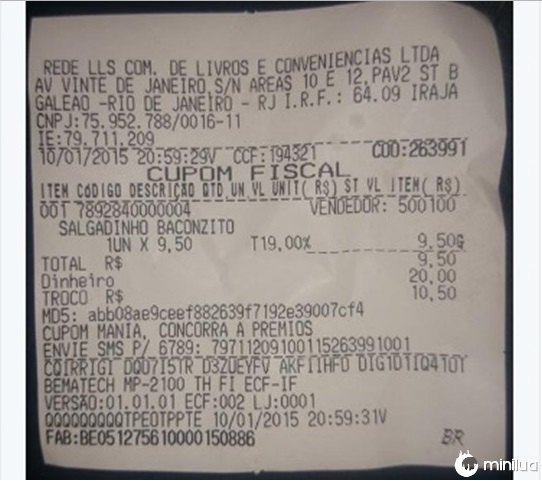 REDE LLS COM. DE LIVROS E CONVENIENCIAS LTDA
AV VINTE DE JANEIRO,S/N AREAS 10 E 12,PAV2 ST B
GALEAO -RIO DE JANEIRO - RJ I.R.F.: 64.09 IRAJA
CNPJ:75.952.788/0016-11
IE:79.711.209
10/01/2015 20:59:29V CCF:194321 COO:263991
CUPOM FISCAL
ITEM CÓDIGO DESCRIÇÃO QTD.UN.VL UNIT( R$) ST VL ITEM( R$)
001 7892840000004 VENDEDOR: 500100
SALGADINHO BACONZITO
1UN X 9,50 T19,00% 9,50G
TOTAL R$ 9,50
Dinheiro 20,00
TROCO R$ 10,50
MD5: abb08ae9ceef882639f7192e39007cf4
CUPOM MANIA, CONCORRA A PREMIOS
ENVIE SMS P/ 6789: 79711209100115263991001
BEMATECH MP-2100 TH FI ECF-IF
VERSÃO:01.01.01 ECF:002 LJ:0001
QQQQQQQQQTPEOTPPTE 10/01/2015 20:59:31V
FAB:BE051275610000150886 BR
minilua